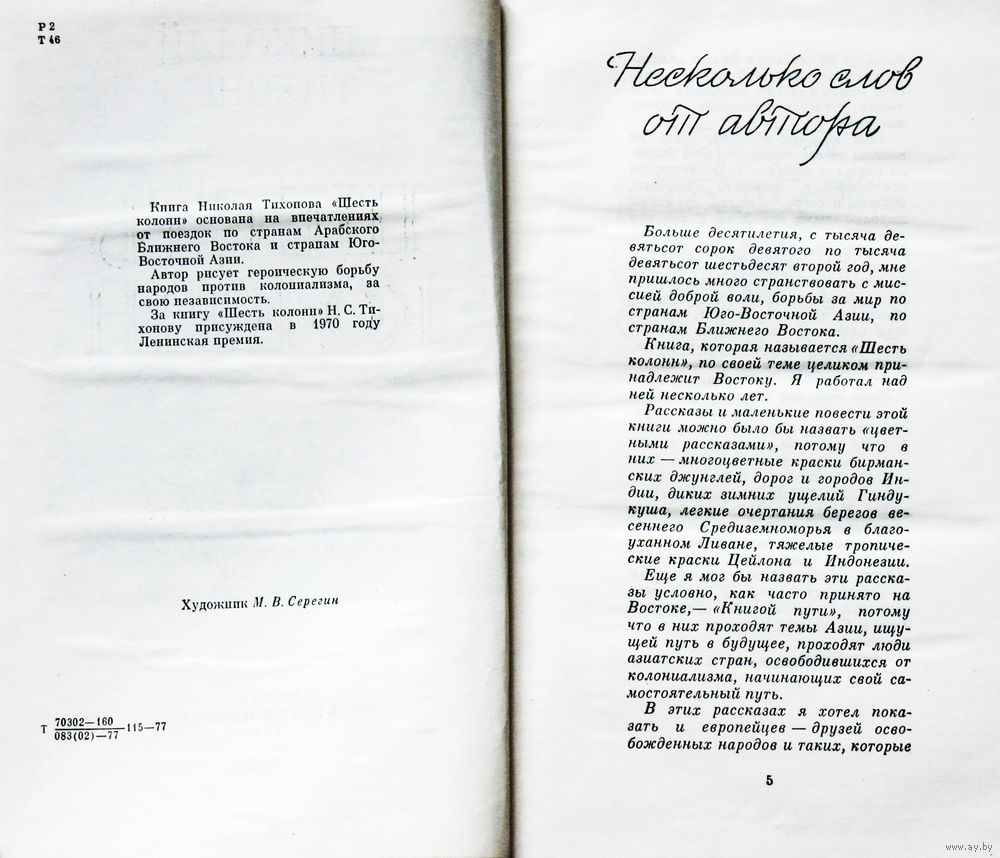 Р 2
Т 46
Книга Николая Тихонова «Шесть
колонн» основана на впечатлениях
от поездок по странам Арабского
Ближнего Востока и странам Юго-
Восточной Азии.
Автор рисует героическую борьбу
народов против колониализма, за
свою независимость.
За книгу «Шесть колонн» Н. С. Ти-
хонову присуждена в 1970 году
Ленинская премия.
Художник М. В. Серегин
Т 70302—160
083(02)—77 115—77
Несколько слов
от автора
Больше десятилетия, с тысяча де-
вятьсот сорок девятого по тысяча
девятьсот шестьдесят второй год, мне
пришлось много странствовать с мис-
сией доброй воли, борьбы за мир по
странам Юго-Восточной Азии, по
странам Ближнего Востока.
Книга, которая называется «Шесть
колонн», по своей теме целиком при-
надлежит Востоку. Я работал над
ней несколько лет.
Рассказы и маленькие повести этой
книги можно было бы назвать «цвет-
ными рассказами», потому что в
них — многоцветные краски бирман-
ских джунглей, дорог и городов Ин-
дии, диких зимних ущелий Гинду-
куша, легкие очертания берегов ве-
сеннего Средиземноморья в благо-
уханном Ливане, тяжелые тропиче-
ские краски Цейлона и Индонезии.
Еще я мог бы назвать эти расска-
зы условно, как часто принято на
Востоке,— «Книгой пути», потому
что в них проходят темы Азии, ищу-
щей путь в будущее, проходят люди
азиатских стран, освободившихся от
колониализма, начинающих свой са-
мостоятельный путь.
В этих рассказах я хотел пока-
зать и европейцев — друзей осво-
божденных народов и таких, которые
5
www.ay.by